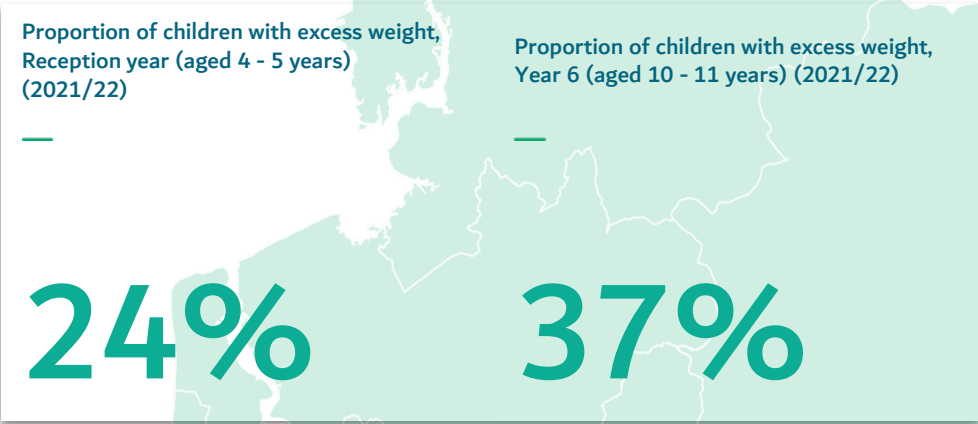 Proportion of children with excess weight,
Reception year (aged 4 - 5 years)
(2021/22)
24%
Proportion of children with excess weight,
Year 6 (aged 10 - 11 years) (2021/22)
37%